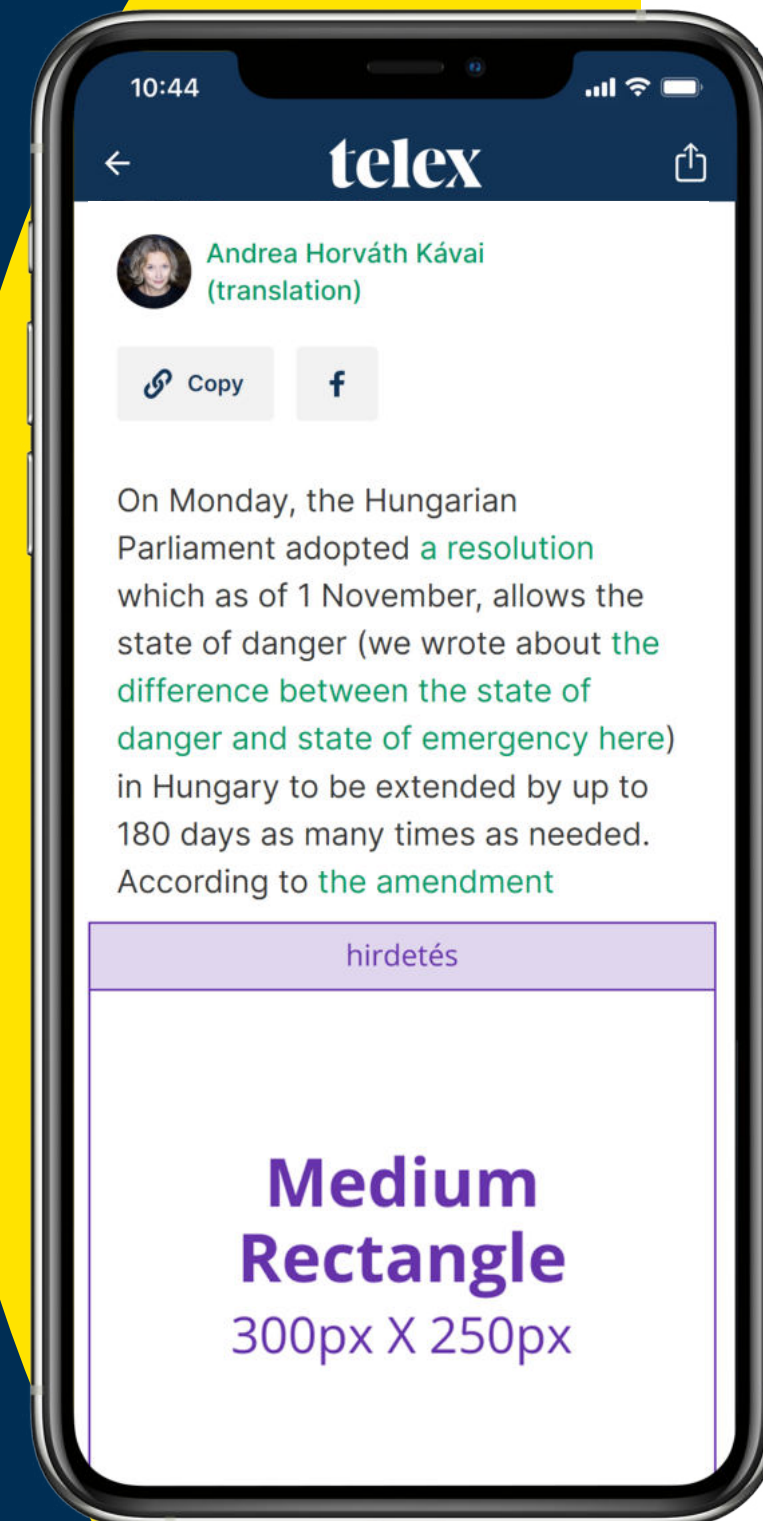 10:44
telex
Andrea Horváth Kávai
(translation)
Copy
f
On Monday, the Hungarian
Parliament adopted a resolution
which as of 1 November, allows the
state of danger (we wrote about the
difference between the state of
danger and state of emergency here)
in Hungary to be extended by up to
180 days as many times as needed.
According to the amendment
hirdetés
Medium
Rectangle
300px X 250px